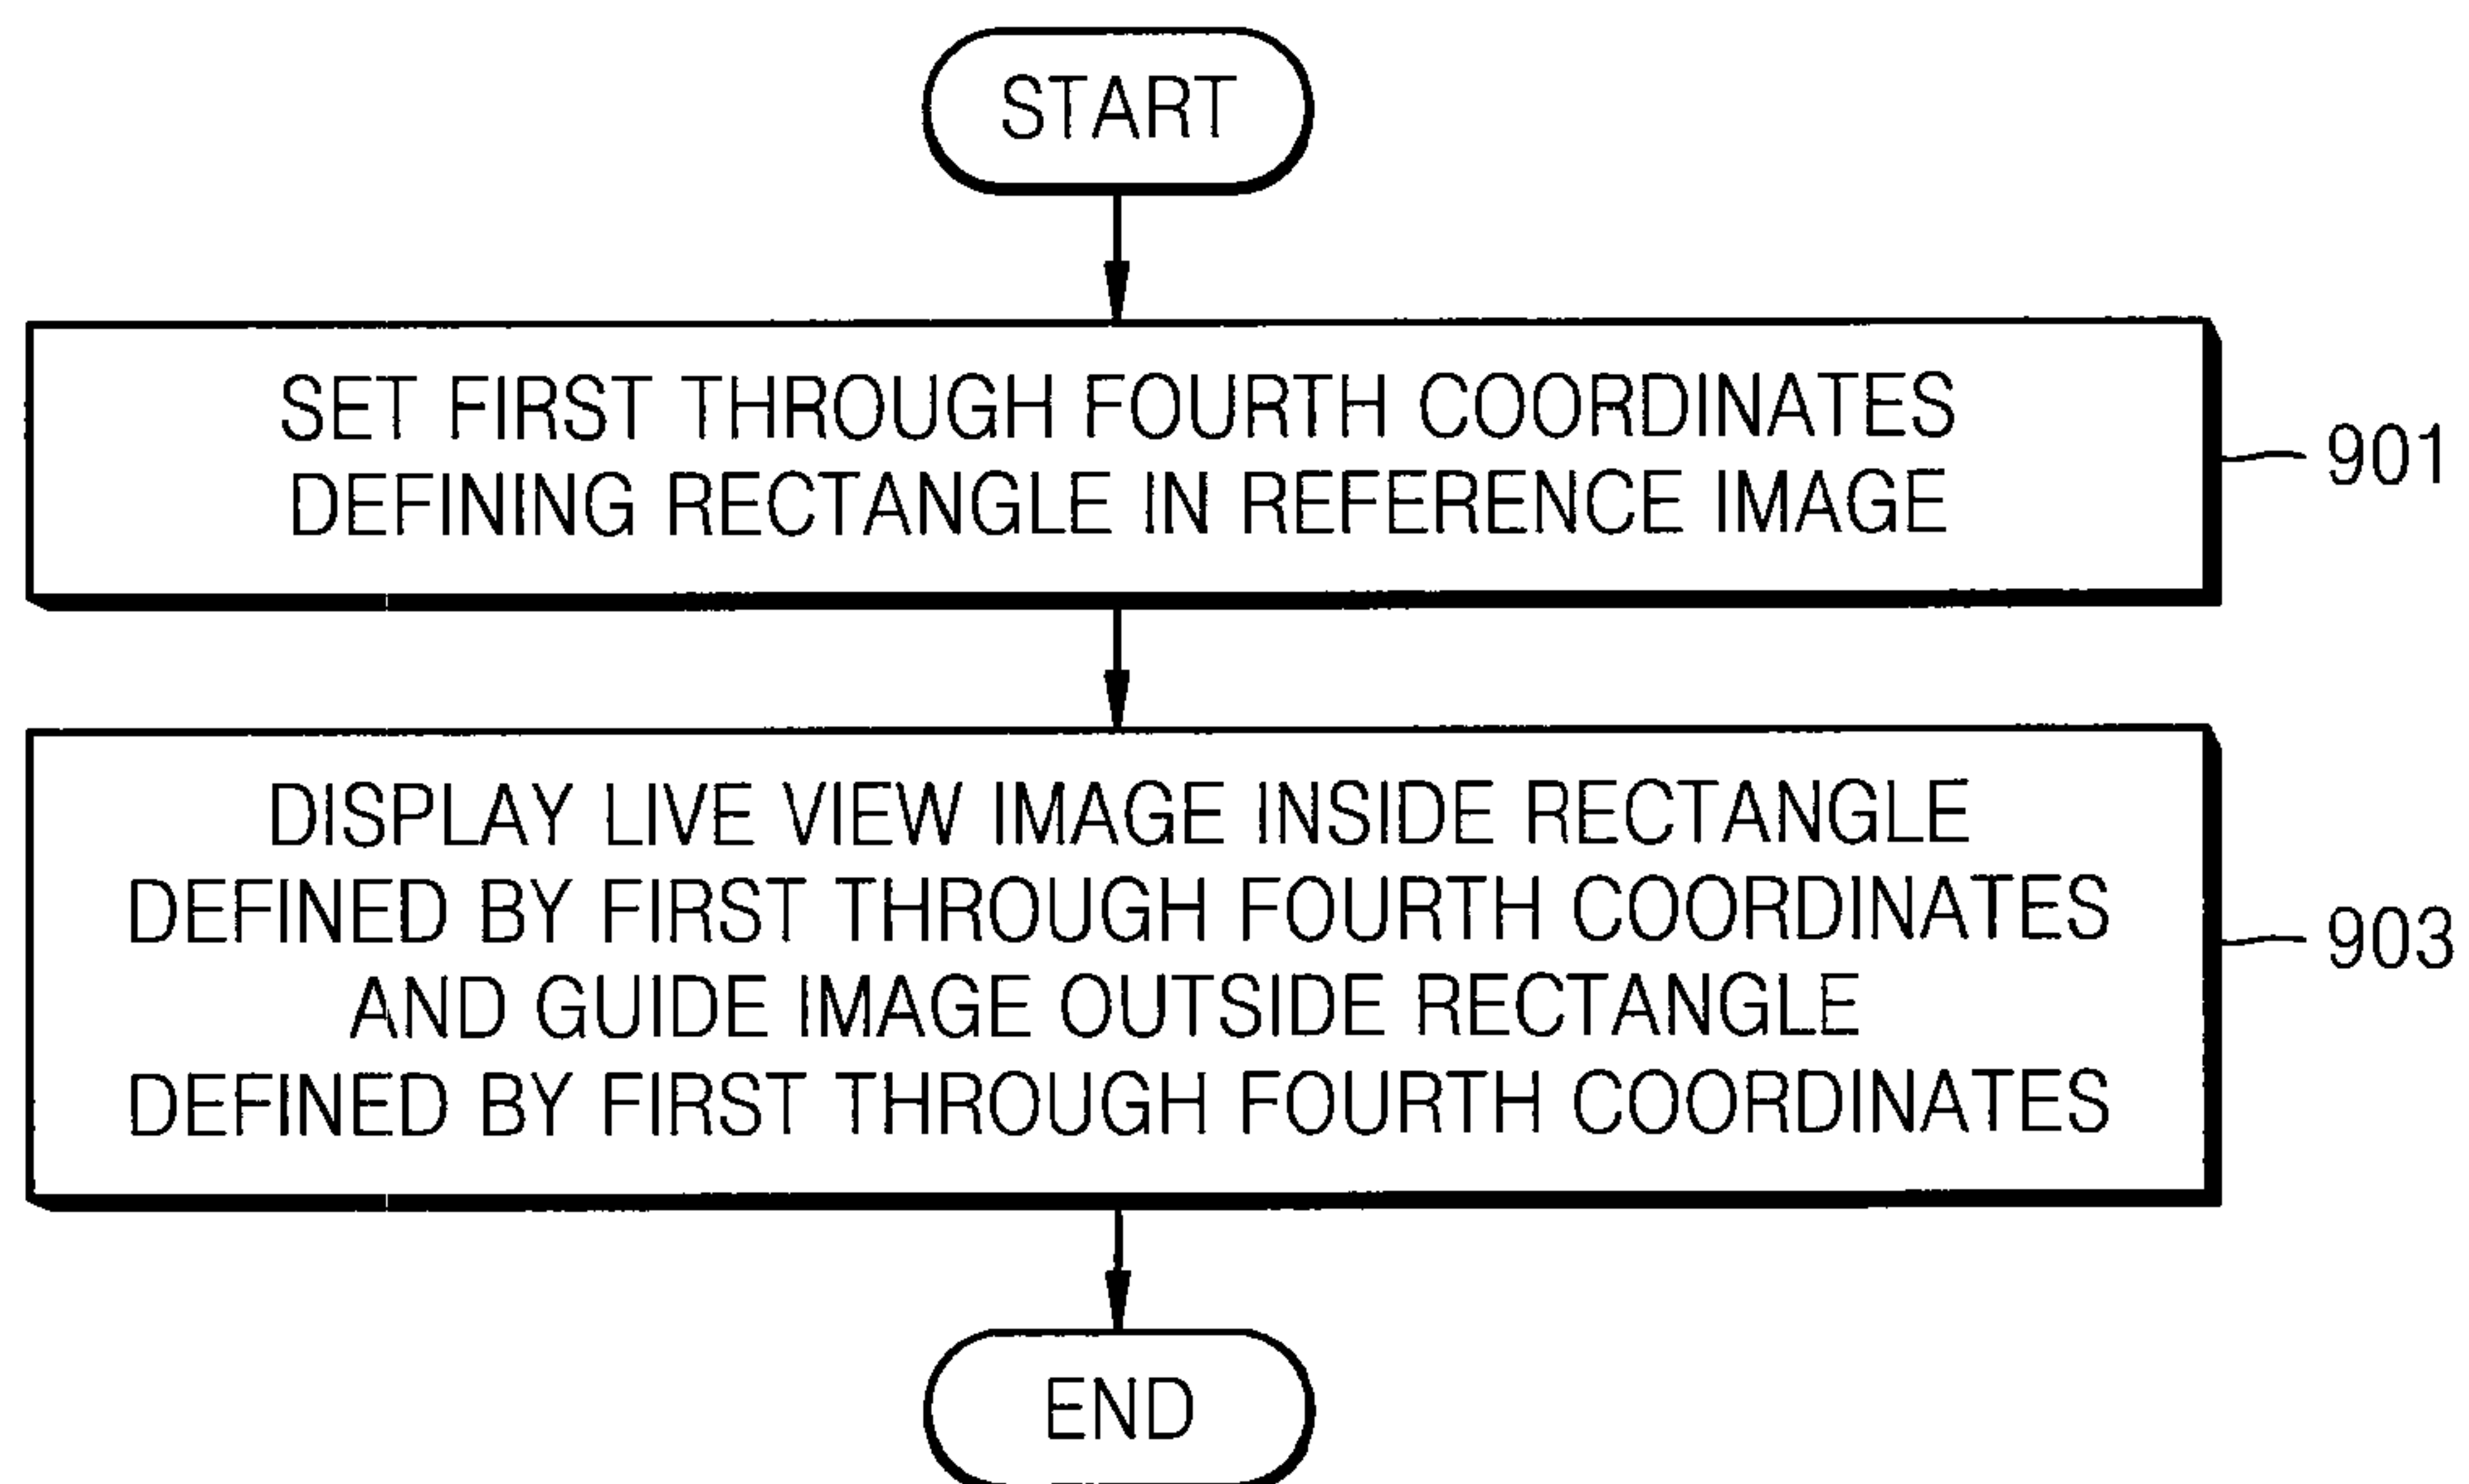 START
SET FIRST THROUGH FOURTH COORDINATES
DEFINING RECTANGLE IN REFERENCE IMAGE
901
DISPLAY LIVE VIEW IMAGE INSIDE RECTANGLE
DEFINED BY FIRST THROUGH FOURTH COORDINATES
AND GUIDE IMAGE OUTSIDE RECTANGLE
DEFINED BY FIRST THROUGH FOURTH COORDINATES
903
END